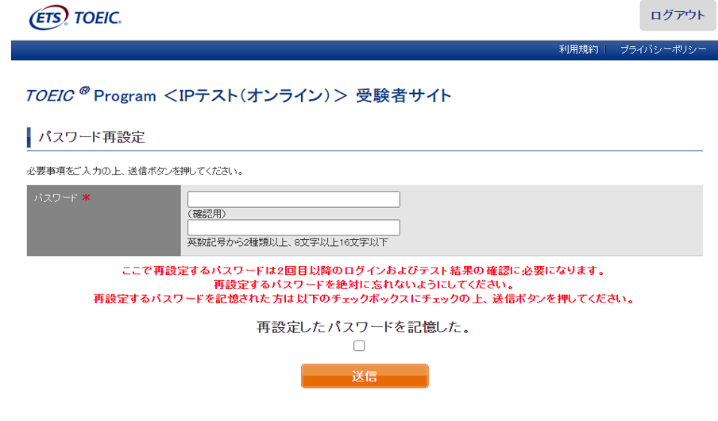 ETS TOEIC.
ログアウト
利用規約 プライバシーポリシー
TOEIC® Program ＜IPテスト（オンライン）＞ 受験者サイト
パスワード再設定
必要事項をご入力の上、送信ボタンを押してください。
パスワード ＊
（確認用）
英数記号から2種類以上、8文字以上16文字以下
ここで再設定するパスワードは2回目以降のログインおよびテスト結果の確認に必要になります。
再設定するパスワードを絶対に忘れないようにしてください。
再設定するパスワードを記憶された方は以下のチェックボックスにチェックの上、送信ボタンを押してください。
再設定したパスワードを記憶した。
送信